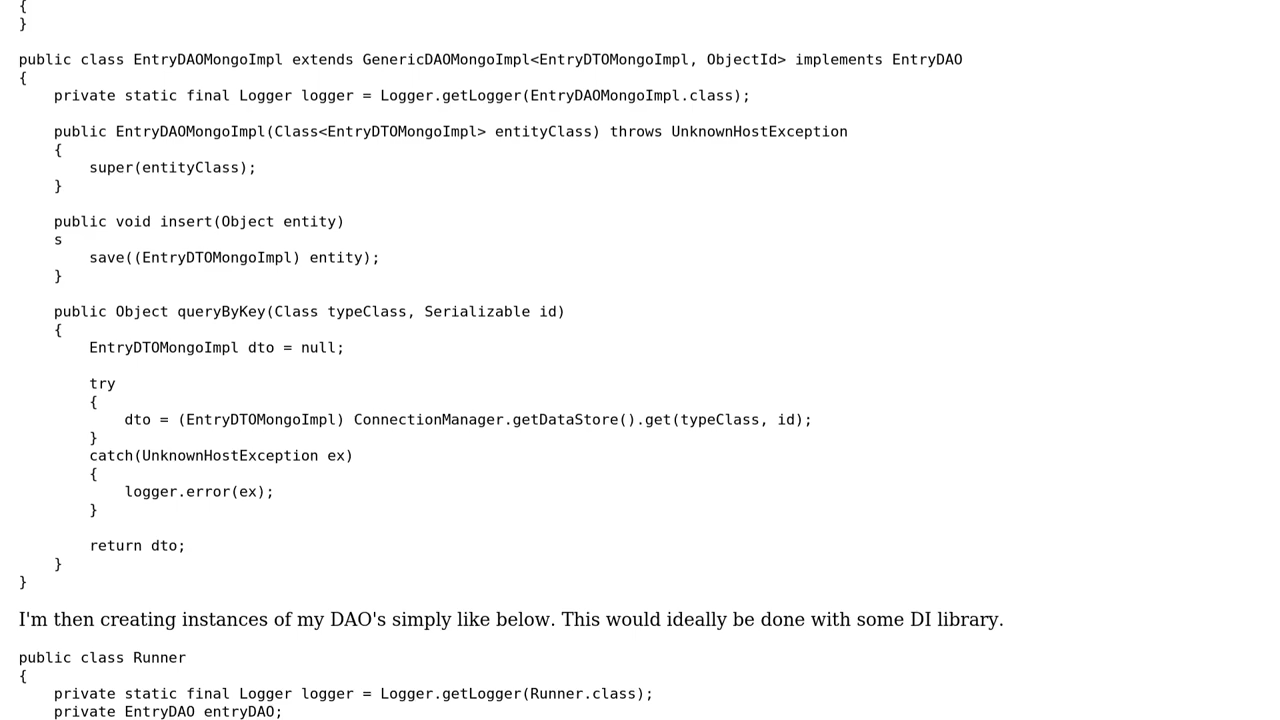 {
}
public class EntryDAOMongoImpl extends GenericDAOMongoImpl<EntryDTOMongoImpl, ObjectId> implements EntryDAO
{
    private static final Logger logger = Logger.getLogger(EntryDAOMongoImpl.class);

    public EntryDAOMongoImpl(Class<EntryDTOMongoImpl> entityClass) throws UnknownHostException
    {
        super(entityClass);
    }

    public void insert(Object entity)
    s
        save((EntryDTOMongoImpl) entity);
    }

    public Object queryByKey(Class typeClass, Serializable id)
    {
        EntryDTOMongoImpl dto = null;

        try
        {
            dto = (EntryDTOMongoImpl) ConnectionManager.getDataStore().get(typeClass, id);
        }
        catch(UnknownHostException ex)
        {
            logger.error(ex);
        }

        return dto;
    }
}
I'm then creating instances of my DAO's simply like below. This would ideally be done with some DI library.
public class Runner
{
    private static final Logger logger = Logger.getLogger(Runner.class);
    private EntryDAO entryDAO;